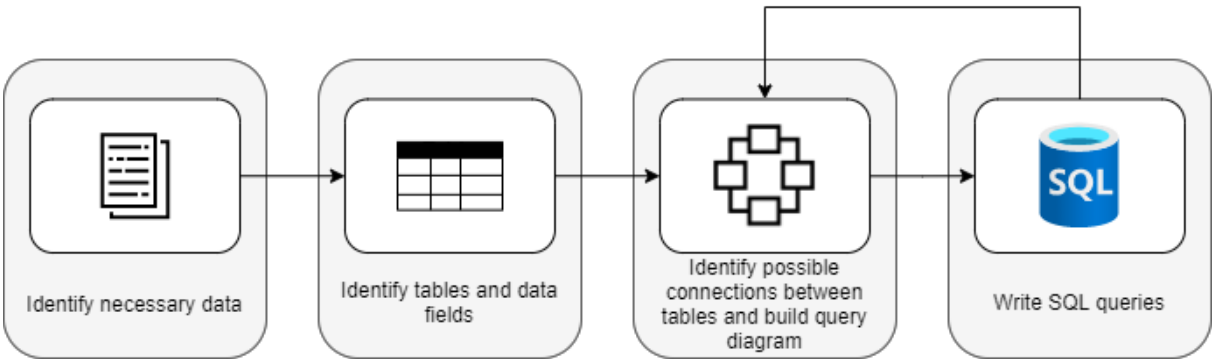 SQL
Identify necessary data
Identify tables and data
fields
Identify possible
connections between
tables and build query
diagram
Write SQL queries